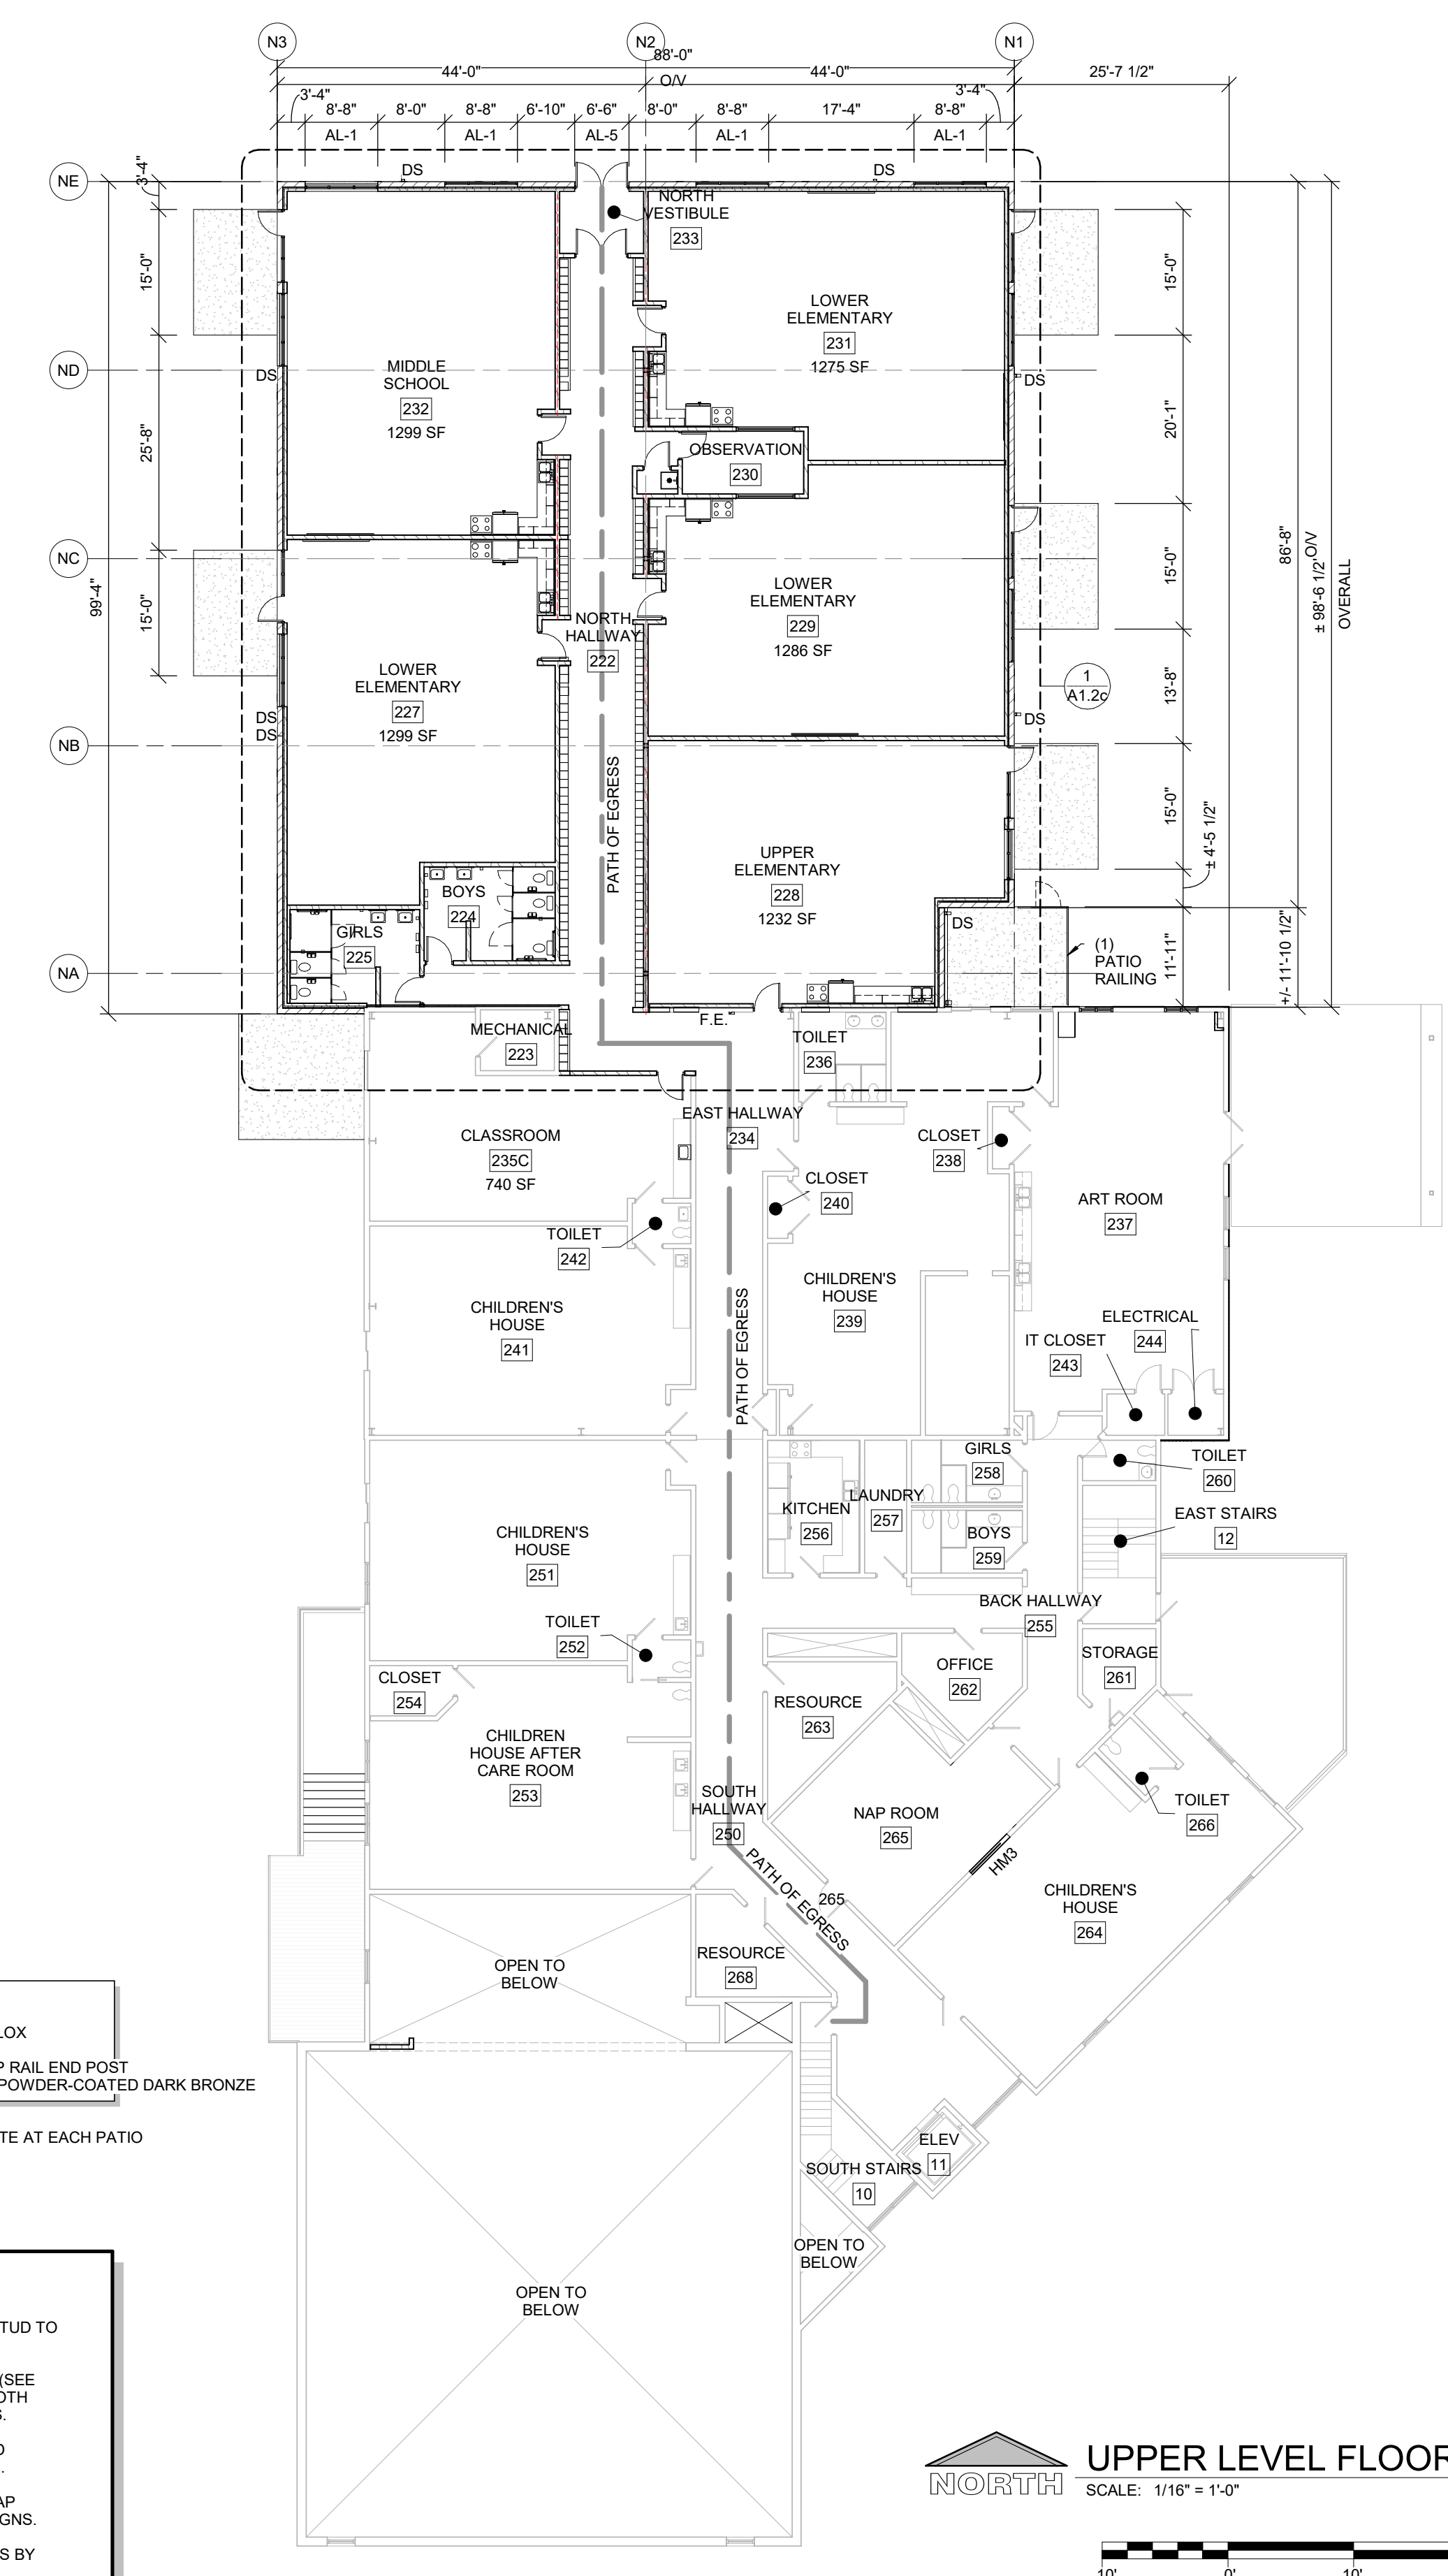 N3
N2
N1
88'-0"
44'-0"
O/V
44'-0"
25'-7 1/2"
3'-4"
3'-4"
8'-8"
8'-0"
8'-8"
6'-10"
6'-6"
8'-0"
8'-8"
17'-4"
8'-8"
AL-1
AL-1
AL-5
AL-1
AL-1
NE
3'-4"
DS
DS
NORTH
VESTIBULE
233
15'-0"
15'-0"
LOWER
ELEMENTARY
231
1275 SF
ND
DS
DS
MIDDLE
SCHOOL
232
1299 SF
25'-8"
20'-1"
OBSERVATION
230
NC
99'-4"
15'-0"
15'-0"
86'-8"
± 98'-6 1/2" O/V
OVERALL
LOWER
ELEMENTARY
229
1286 SF
NORTH
HALLWAY
222
LOWER
ELEMENTARY
227
1299 SF
1
A1.2c
13'-8"
DS
DS
DS
NB
PATH OF EGRESS
15'-0"
± 4'-5 1/2"
UPPER
ELEMENTARY
228
1232 SF
BOYS
224
GIRLS
225
DS
(1)
PATIO
RAILING
11'-11"
+/- 11'-10 1/2"
NA
F.E.
MECHANICAL
223
TOILET
236
EAST HALLWAY
234
CLASSROOM
235C
740 SF
CLOSET
238
CLOSET
240
ART ROOM
237
TOILET
242
CHILDREN'S
HOUSE
239
CHILDREN'S
HOUSE
241
PATH OF EGRESS
ELECTRICAL
244
IT CLOSET
243
GIRLS
258
TOILET
260
KITCHEN
256
LAUNDRY
257
EAST STAIRS
12
BOYS
259
CHILDREN'S
HOUSE
251
BACK HALLWAY
255
TOILET
252
STORAGE
261
OFFICE
262
CLOSET
254
RESOURCE
263
CHILDREN
HOUSE AFTER
CARE ROOM
253
SOUTH
HALLWAY
250
NAP ROOM
265
TOILET
266
HM3
PATH OF EGRESS
265
CHILDREN'S
HOUSE
264
RESOURCE
268
OPEN TO
BELOW
LOX
P RAIL END POST
POWDER-COATED DARK BRONZE
TE AT EACH PATIO
ELEV
11
SOUTH STAIRS
10
OPEN TO
BELOW
OPEN TO
BELOW
TUD TO
(SEE
OTH
S.
D
.
AP
GNS.
S BY
NORTH
UPPER LEVEL FLOOR
SCALE: 1/16" = 1'-0"
10'
0'
10'